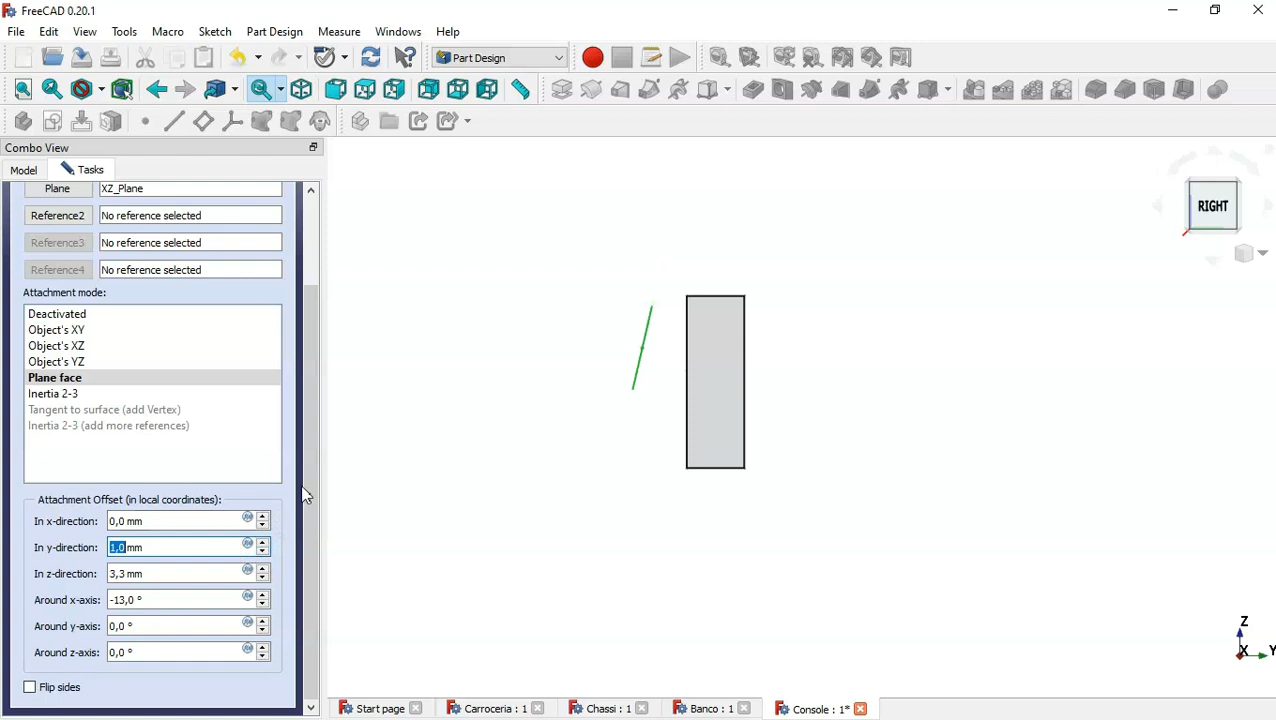 FreeCAD 0.20.1
File Edit View Tools Macro Sketch Part Design Measure Windows Help
Part Design
Combo View
Model Tasks
Plane XZ_Plane
Reference2 No reference selected
Reference3 No reference selected
Reference4 No reference selected
Attachment mode:
Deactivated
Object's XY
Object's XZ
Object's YZ
Plane face
Inertia 2-3
Tangent to surface (add Vertex)
Inertia 2-3 (add more references)
Attachment Offset (in local coordinates):
In x-direction: 0,0 mm
In y-direction: 1,0 mm
In z-direction: 3,3 mm
Around x-axis: -13,0 °
Around y-axis: 0,0 °
Around z-axis: 0,0 °
Flip sides
RIGHT
Z
X Y
Start page Carroceria : 1 Chassi : 1 Banco : 1 Console : 1*